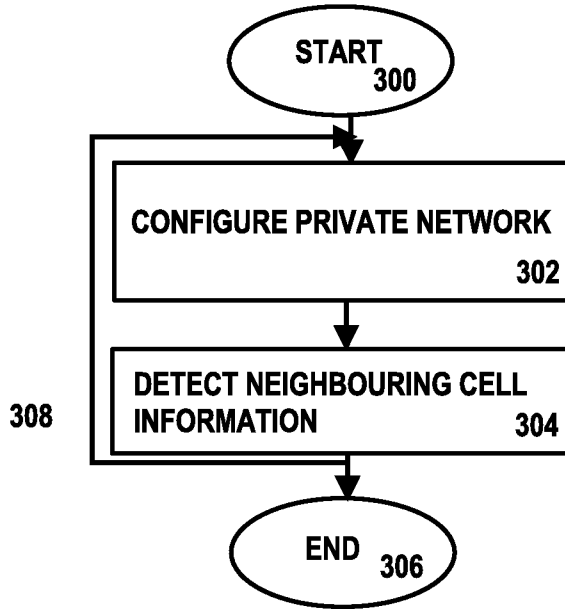 START
300
CONFIGURE PRIVATE NETWORK
302
DETECT NEIGHBOURING CELL
INFORMATION 304
308
END 306